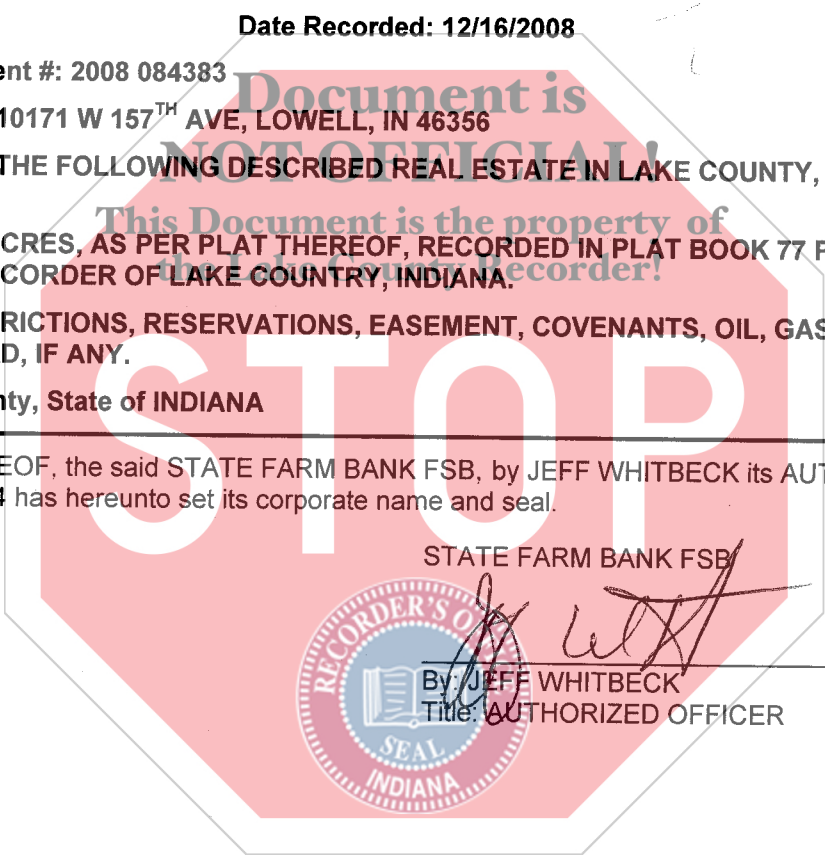 Date Recorded: 12/16/2008
ent #: 2008 084383
Document is
10171 W 157TH AVE, LOWELL, IN 46356
NOT OFFICIAL!
THE FOLLOWING DESCRIBED REAL ESTATE IN LAKE COUNTY,
This Document is the property of
CRES, AS PER PLAT THEREOF, RECORDED IN PLAT BOOK 77
the Lake County Recorder!
CORDER OF LAKE COUNTRY, INDIANA.
RICTIONS, RESERVATIONS, EASEMENT, COVENANTS, OIL, GAS
D, IF ANY.
STOP
nty, State of INDIANA
EOF, the said STATE FARM BANK FSB, by JEFF WHITBECK its AUT
4 has hereunto set its corporate name and seal.
STATE FARM BANK FSB
By: JEFF WHITBECK
Title: AUTHORIZED OFFICER
RECORDER'S
SEAL
INDIANA